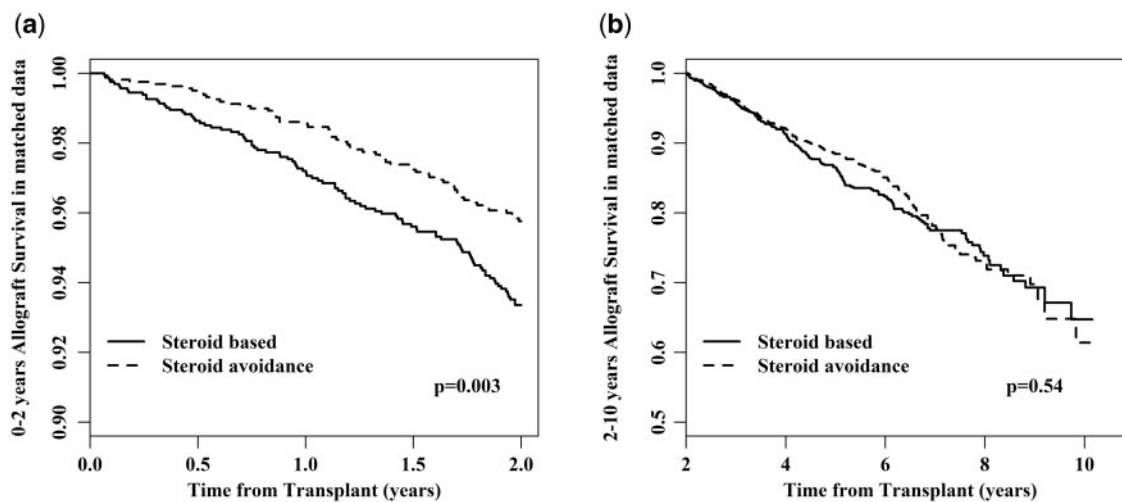 (a)
0-2 years Allograft Survival in matched data
1.00
0.98
0.96
0.94
0.92
0.90
Steroid based
Steroid avoidance
p=0.003
0.0 0.5 1.0 1.5 2.0
Time from Transplant (years)
(b)
2-10 years Allograft Survival in matched data
1.0
0.9
0.8
0.7
0.6
0.5
Steroid based
Steroid avoidance
p=0.54
2 4 6 8 10
Time from Transplant (years)